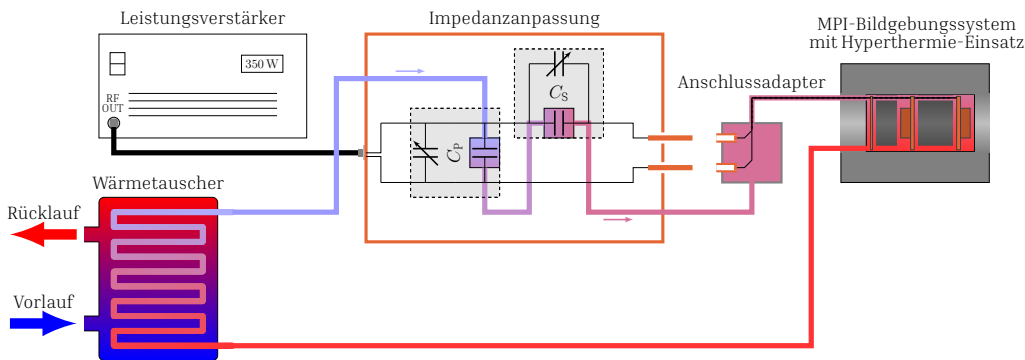 Leistungsverstärker
Impedanzanpassung
MPI-Bildgebungssystem
mit Hyperthermie-Einsatz
350 W
RF
OUT
C_S
C_P
Anschlussadapter
Wärmetauscher
Rücklauf
Vorlauf